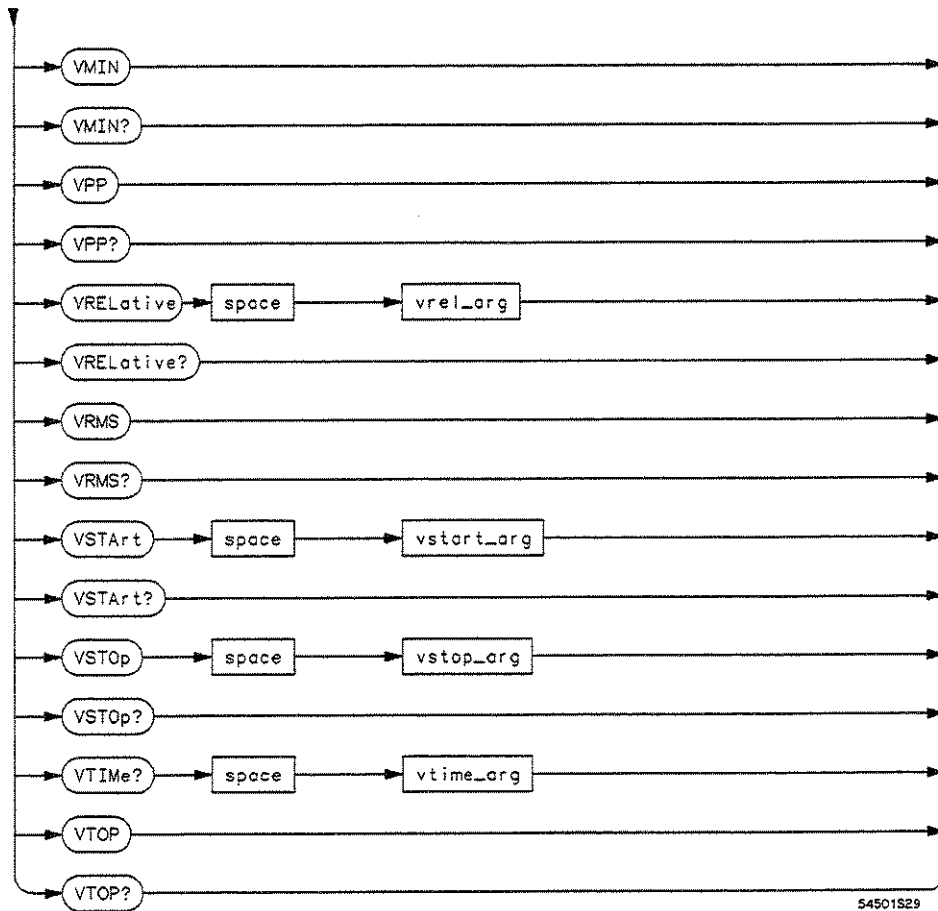 VMIN
VMIN?
VPP
VPP?
VRELative space vrel_arg
VRELative?
VRMS
VRMS?
VSTArt space vstart_arg
VSTArt?
VSTOp space vstop_arg
VSTOp?
VTIMe? space vtime_arg
VTOP
VTOP?
54501S29